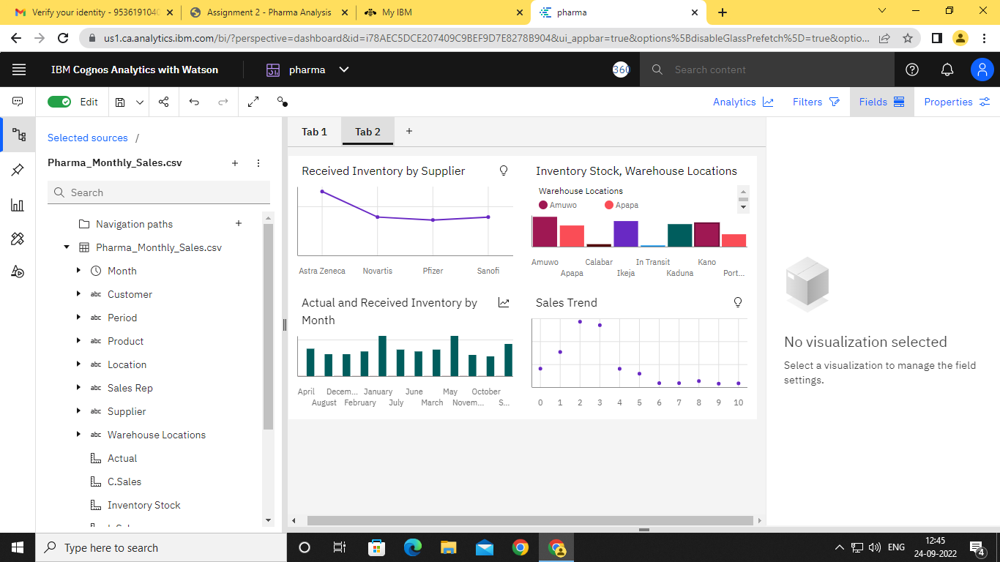 Verify your identity - 953619104
Assignment 2 - Pharma Analysis
My IBM
pharma
us1.ca.analytics.ibm.com/bi/?perspective=dashboard&id=i78AEC5DCE207409C9BEF9D7E8278B904&ui_appbar=true&options%5BdisableGlassPrefetch%5D=true&optio...
IBM Cognos Analytics with Watson
pharma
360
Search content
Edit
Analytics
Filters
Fields
Properties
Selected sources /
Pharma_Monthly_Sales.csv
Search
Navigation paths
Pharma_Monthly_Sales.csv
Month
abc Customer
abc Period
abc Product
abc Location
abc Sales Rep
abc Supplier
abc Warehouse Locations
Actual
C.Sales
Inventory Stock
Tab 1
Tab 2
Received Inventory by Supplier
Astra Zeneca Novartis Pfizer Sanofi
Inventory Stock, Warehouse Locations
Warehouse Locations
Amuwo Apapa
Amuwo Calabar In Transit Kano
Apapa Ikeja Kaduna Port...
Actual and Received Inventory by
Month
April Decem... January June May October
August February July March Novem... S...
Sales Trend
0 1 2 3 4 5 6 7 8 9 10
No visualization selected
Select a visualization to manage the field
settings.
Type here to search
ENG
12:45
24-09-2022
4